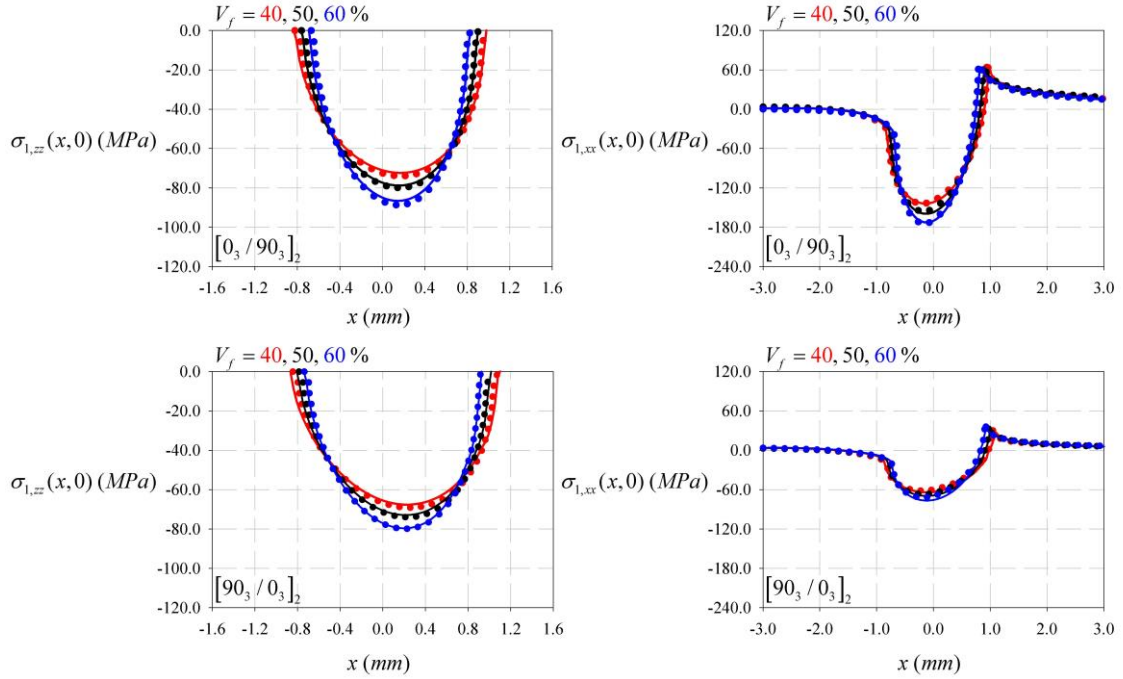 V_f = 40, 50, 60 %
0.0
-20.0
-40.0
σ_{1,zz}(x,0) (MPa)
-60.0
-80.0
-100.0
[0_3 / 90_3]_2
-120.0
-1.6 -1.2 -0.8 -0.4 0.0 0.4 0.8 1.2 1.6
x (mm)
V_f = 40, 50, 60 %
120.0
60.0
0.0
σ_{1,xx}(x,0) (MPa)
-60.0
-120.0
-180.0
[0_3 / 90_3]_2
-240.0
-3.0 -2.0 -1.0 0.0 1.0 2.0 3.0
x (mm)
V_f = 40, 50, 60 %
0.0
-20.0
-40.0
σ_{1,zz}(x,0) (MPa)
-60.0
-80.0
-100.0
[90_3 / 0_3]_2
-120.0
-1.6 -1.2 -0.8 -0.4 0.0 0.4 0.8 1.2 1.6
x (mm)
V_f = 40, 50, 60 %
120.0
60.0
0.0
σ_{1,xx}(x,0) (MPa)
-60.0
-120.0
-180.0
[90_3 / 0_3]_2
-240.0
-3.0 -2.0 -1.0 0.0 1.0 2.0 3.0
x (mm)